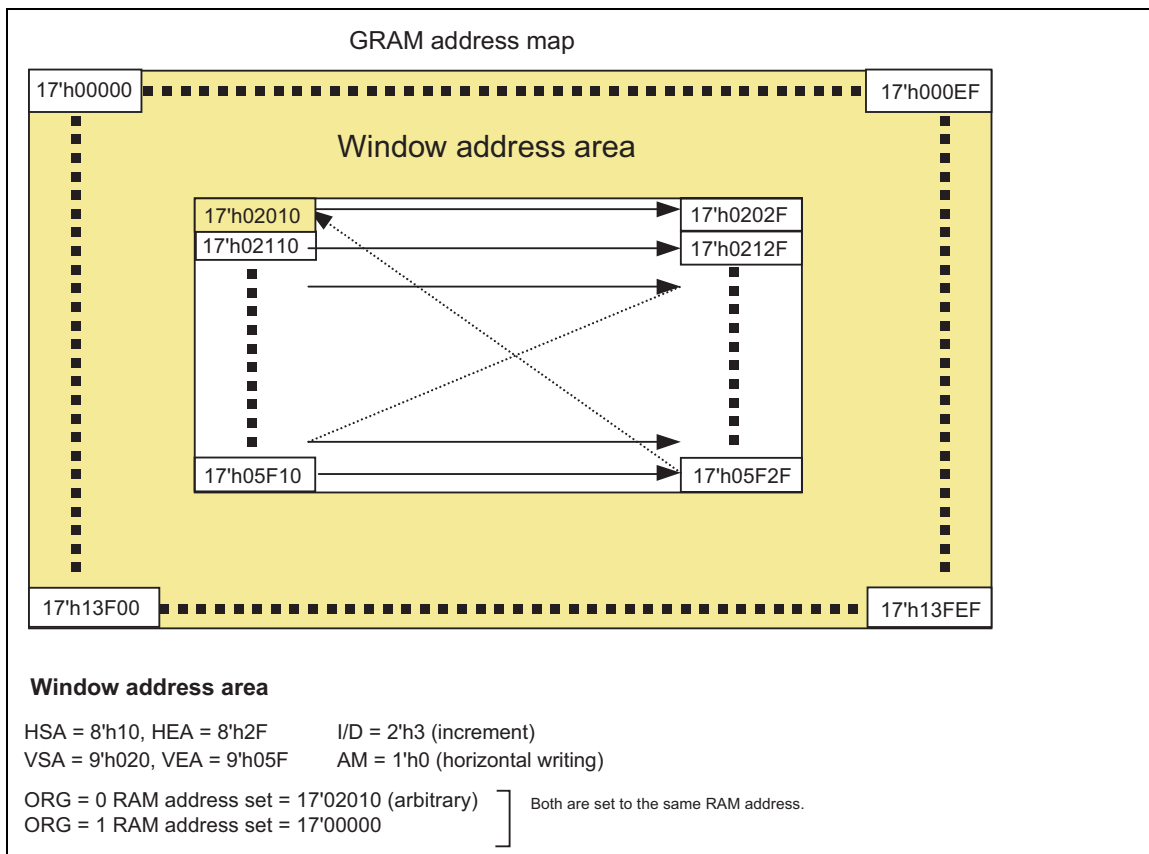 GRAM address map
17'h00000 17'h000EF
Window address area
17'h02010 17'h0202F
17'h02110 17'h0212F
17'h05F10 17'h05F2F
17'h13F00 17'h13FEF
Window address area
HSA = 8'h10, HEA = 8'h2F I/D = 2'h3 (increment)
VSA = 9'h020, VEA = 9'h05F AM = 1'h0 (horizontal writing)
ORG = 0 RAM address set = 17'02010 (arbitrary) Both are set to the same RAM address.
ORG = 1 RAM address set = 17'00000